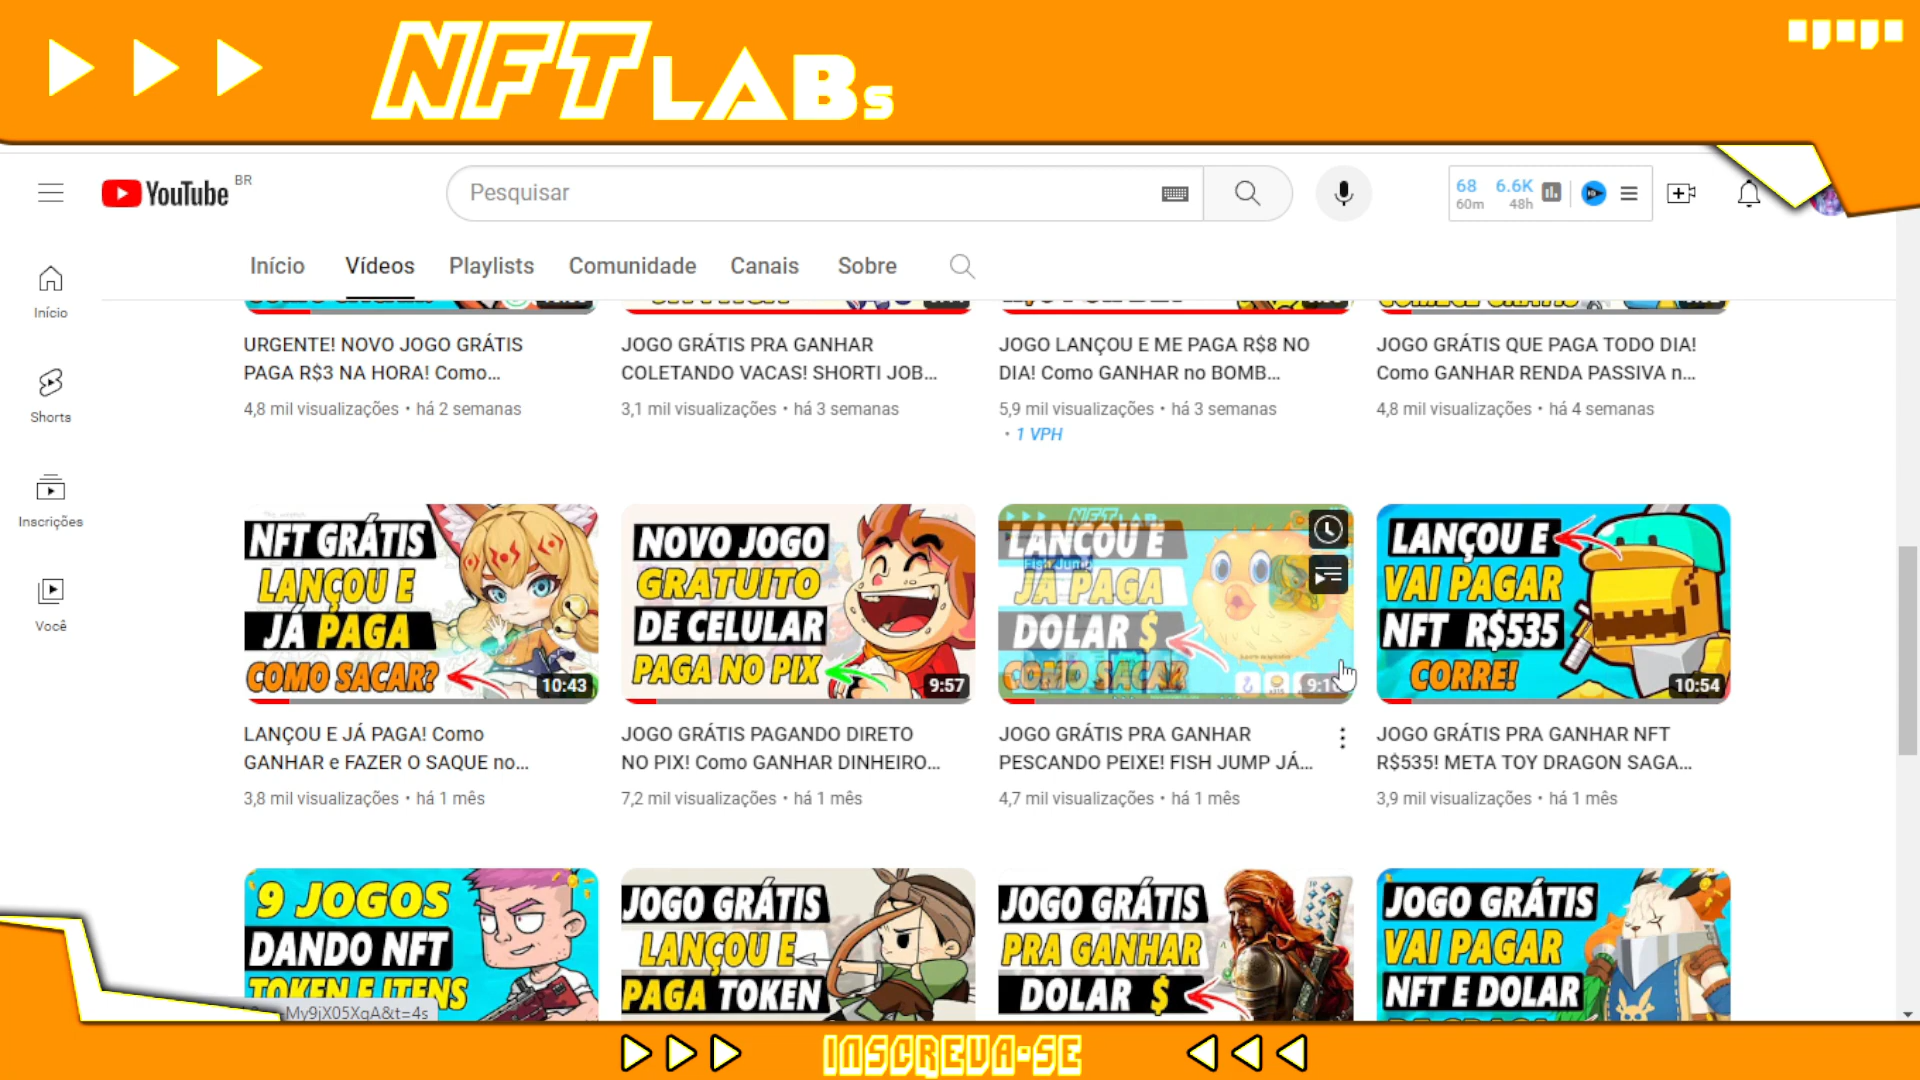 NFT LABs
YouTube BR
Pesquisar
68 6.6K
60m 48h
Início Vídeos Playlists Comunidade Canais Sobre
Início
Shorts
Inscrições
Você
URGENTE! NOVO JOGO GRÁTIS
PAGA R$3 NA HORA! Como...
4,8 mil visualizações • há 2 semanas
JOGO GRÁTIS PRA GANHAR
COLETANDO VACAS! SHORTI JOB...
3,1 mil visualizações • há 3 semanas
JOGO LANÇOU E ME PAGA R$8 NO
DIA! Como GANHAR no BOMB...
5,9 mil visualizações • há 3 semanas
• 1 VPH
JOGO GRÁTIS QUE PAGA TODO DIA!
Como GANHAR RENDA PASSIVA n...
4,8 mil visualizações • há 4 semanas
NFT GRÁTIS
LANÇOU E
JÁ PAGA
COMO SACAR?
10:43
LANÇOU E JÁ PAGA! Como
GANHAR e FAZER O SAQUE no...
3,8 mil visualizações • há 1 mês
NOVO JOGO
GRATUITO
DE CELULAR
PAGA NO PIX
9:57
JOGO GRÁTIS PAGANDO DIRETO
NO PIX! Como GANHAR DINHEIRO...
7,2 mil visualizações • há 1 mês
LANÇOU E
Fish Jump
JÁ PAGA
DOLAR $
COMO SACAR
JOGO GRÁTIS PRA GANHAR
PESCANDO PEIXE! FISH JUMP JÁ...
4,7 mil visualizações • há 1 mês
LANÇOU E
VAI PAGAR
NFT R$535
CORRE!
10:54
JOGO GRÁTIS PRA GANHAR NFT
R$535! META TOY DRAGON SAGA...
3,9 mil visualizações • há 1 mês
9 JOGOS
DANDO NFT
TOKEN E ITENS
JOGO GRÁTIS
LANÇOU E
PAGA TOKEN
JOGO GRÁTIS
PRA GANHAR
DOLAR $
JOGO GRÁTIS
VAI PAGAR
NFT E DOLAR
My9jX05XqA&t=4s
INSCREVA-SE